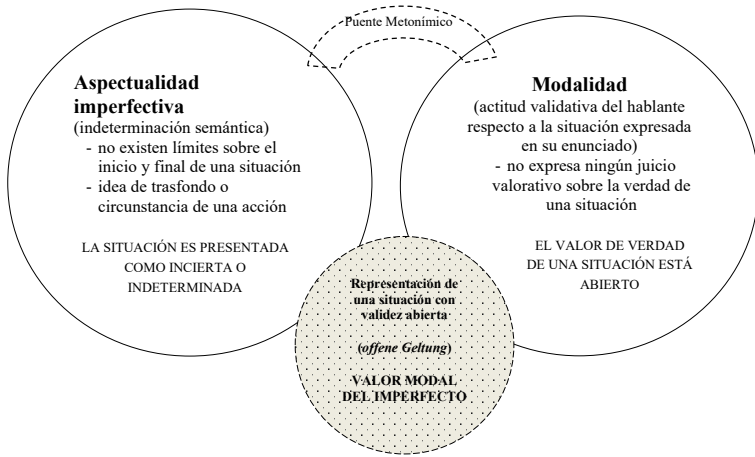 Puente Metonímico
Aspectualidad
imperfectiva
(indeterminación semántica)
- no existen límites sobre el
inicio y final de una situación
- idea de trasfondo o
circunstancia de una acción
LA SITUACIÓN ES PRESENTADA
COMO INCIERTA O
INDETERMINADA
Modalidad
(actitud validativa del hablante
respecto a la situación expresada
en su enunciado)
- no expresa ningún juicio
valorativo sobre la verdad de
una situación
EL VALOR DE VERDAD
DE UNA SITUACIÓN ESTÁ
ABIERTO
Representación de
una situación con
validez abierta
(offene Geltung)
VALOR MODAL
DEL IMPERFECTO